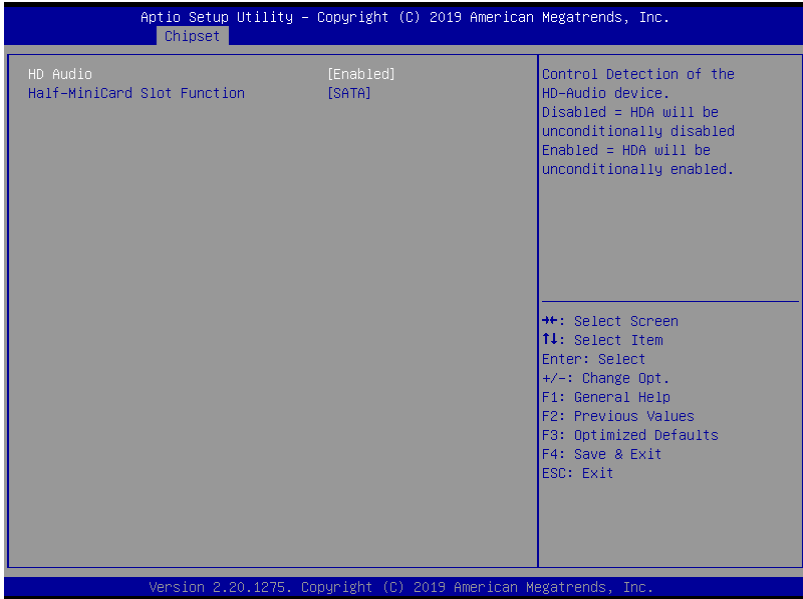 Aptio Setup Utility – Copyright (C) 2019 American Megatrends, Inc.
Chipset
HD Audio [Enabled]
Half-MiniCard Slot Function [SATA]
Control Detection of the
HD-Audio device.
Disabled = HDA will be
unconditionally disabled
Enabled = HDA will be
unconditionally enabled.
→←: Select Screen
↑↓: Select Item
Enter: Select
+/-: Change Opt.
F1: General Help
F2: Previous Values
F3: Optimized Defaults
F4: Save & Exit
ESC: Exit
Version 2.20.1275. Copyright (C) 2019 American Megatrends, Inc.